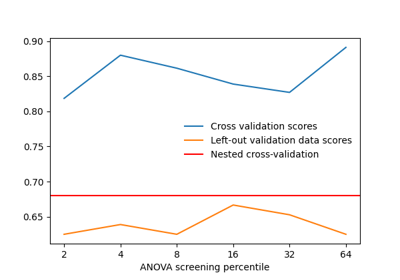 0.90
0.85
0.80
0.75
0.70
0.65
Cross validation scores
Left-out validation data scores
Nested cross-validation
2 4 8 16 32 64
ANOVA screening percentile